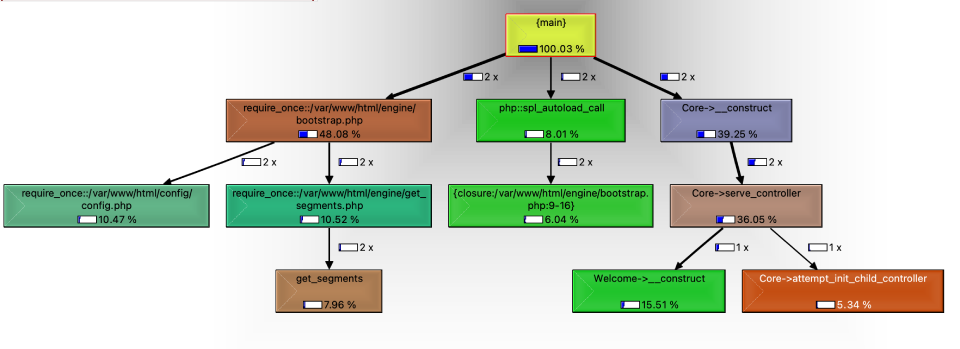 {main}
100.03 %
2 x
2 x
2 x
require_once::/var/www/html/engine/
bootstrap.php
48.08 %
php::spl_autoload_call
8.01 %
Core->__construct
39.25 %
2 x
2 x
2 x
2 x
require_once::/var/www/html/config/
config.php
10.47 %
require_once::/var/www/html/engine/get_
segments.php
10.52 %
{closure:/var/www/html/engine/bootstrap.
php:9-16}
6.04 %
Core->serve_controller
36.05 %
2 x
1 x
1 x
get_segments
7.96 %
Welcome->__construct
15.51 %
Core->attempt_init_child_controller
5.34 %